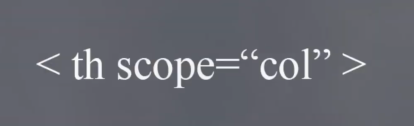 < th scope=“col” >